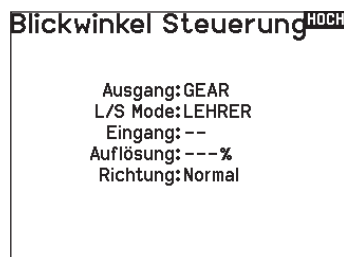 Blickwinkel Steuerung HOCH
Ausgang: GEAR
L/S Mode: LEHRER
Eingang: --
Auflösung: ---%
Richtung: Normal